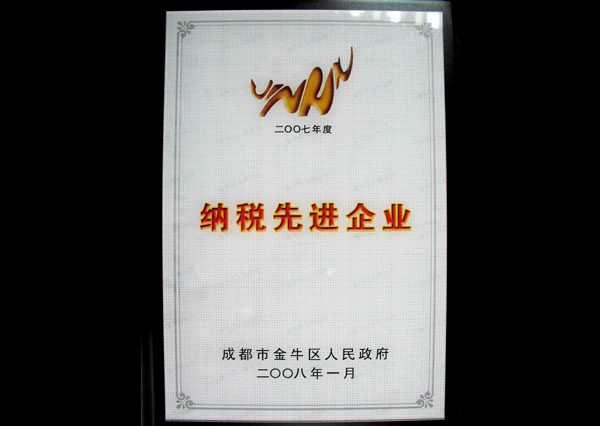 二〇〇七年度
纳税先进企业
成都市金牛区人民政府
二〇〇八年一月